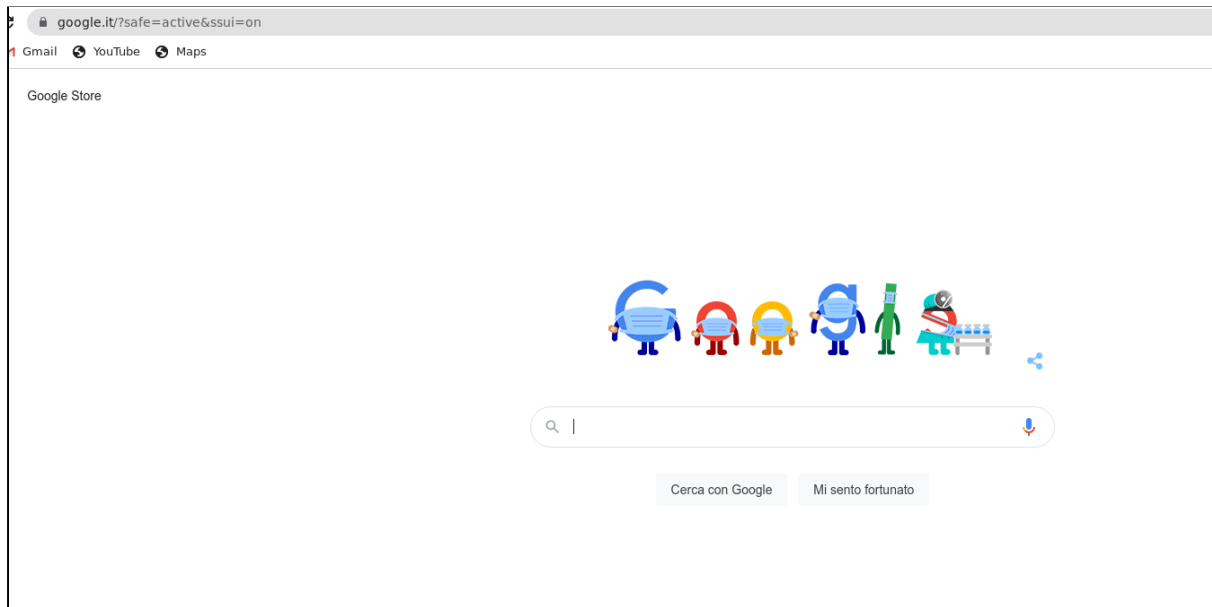 google.it/?safe=active&ssui=on
Gmail YouTube Maps
Google Store
Google
Cerca con Google Mi sento fortunato